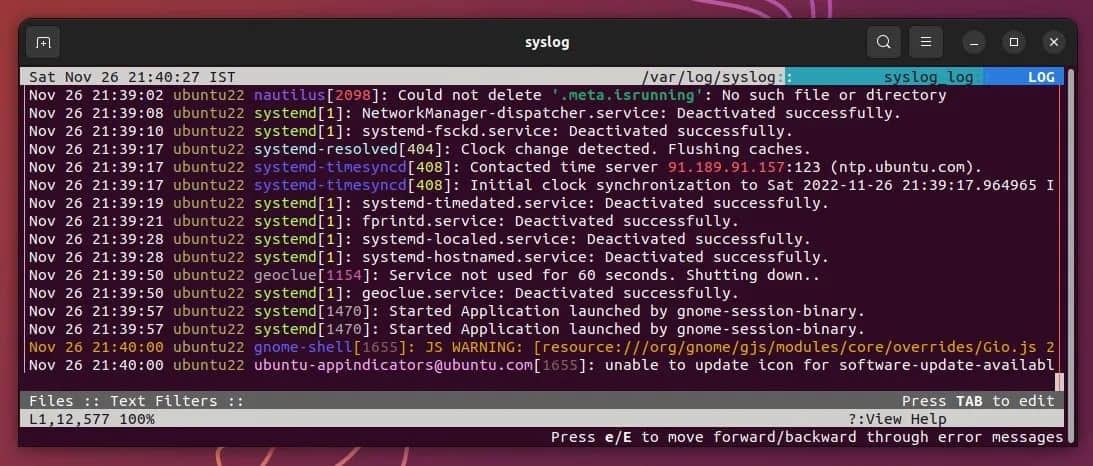 syslog
Sat Nov 26 21:40:27 IST /var/log/syslog:: syslog_log: LOG
Nov 26 21:39:02 ubuntu22 nautilus[2098]: Could not delete '.meta.isrunning': No such file or directory
Nov 26 21:39:08 ubuntu22 systemd[1]: NetworkManager-dispatcher.service: Deactivated successfully.
Nov 26 21:39:10 ubuntu22 systemd[1]: systemd-fsckd.service: Deactivated successfully.
Nov 26 21:39:17 ubuntu22 systemd-resolved[404]: Clock change detected. Flushing caches.
Nov 26 21:39:17 ubuntu22 systemd-timesyncd[408]: Contacted time server 91.189.91.157:123 (ntp.ubuntu.com).
Nov 26 21:39:17 ubuntu22 systemd-timesyncd[408]: Initial clock synchronization to Sat 2022-11-26 21:39:17.964965 I
Nov 26 21:39:19 ubuntu22 systemd[1]: systemd-timedated.service: Deactivated successfully.
Nov 26 21:39:21 ubuntu22 systemd[1]: fprintd.service: Deactivated successfully.
Nov 26 21:39:28 ubuntu22 systemd[1]: systemd-localed.service: Deactivated successfully.
Nov 26 21:39:28 ubuntu22 systemd[1]: systemd-hostnamed.service: Deactivated successfully.
Nov 26 21:39:50 ubuntu22 geoclue[1154]: Service not used for 60 seconds. Shutting down..
Nov 26 21:39:50 ubuntu22 systemd[1]: geoclue.service: Deactivated successfully.
Nov 26 21:39:57 ubuntu22 systemd[1470]: Started Application launched by gnome-session-binary.
Nov 26 21:39:57 ubuntu22 systemd[1470]: Started Application launched by gnome-session-binary.
Nov 26 21:40:00 ubuntu22 gnome-shell[1655]: JS WARNING: [resource:///org/gnome/gjs/modules/core/overrides/Gio.js 2
Nov 26 21:40:00 ubuntu22 ubuntu-appindicators@ubuntu.com[1655]: unable to update icon for software-update-availabl
Files :: Text Filters :: Press TAB to edit
L1,12,577 100% ?:View Help
Press e/E to move forward/backward through error messages